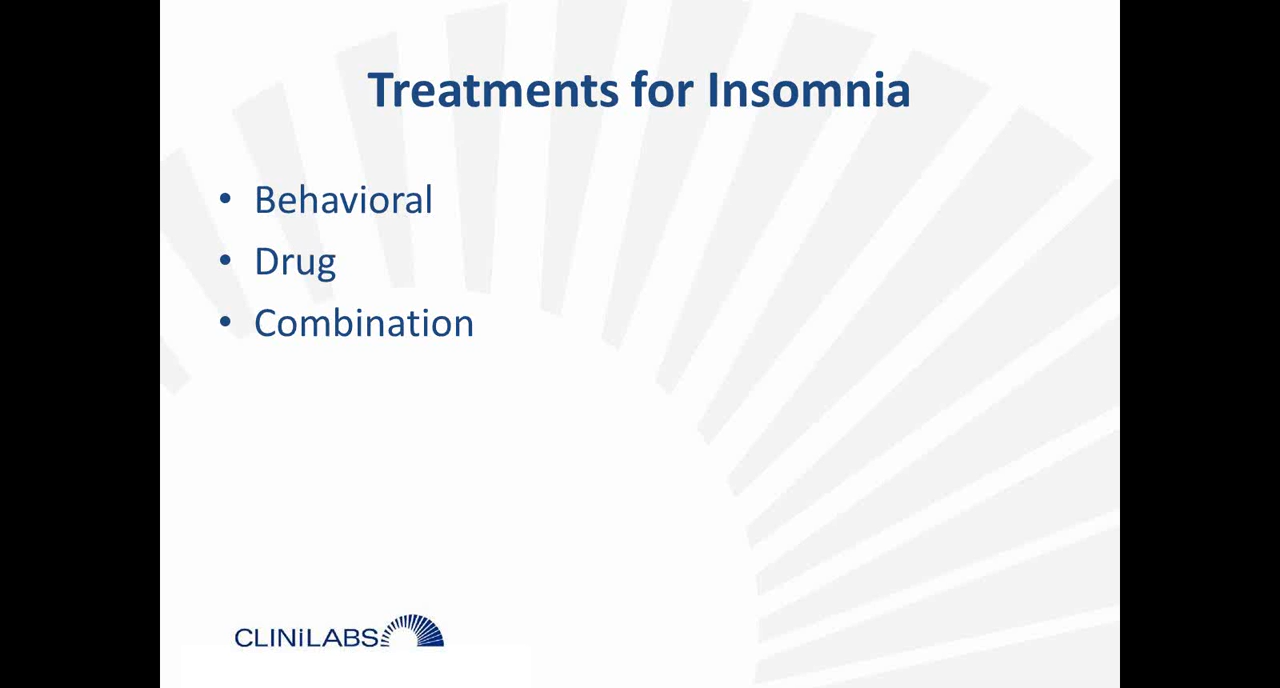 Treatments for Insomnia
• Behavioral
• Drug
• Combination
CLINiLABS